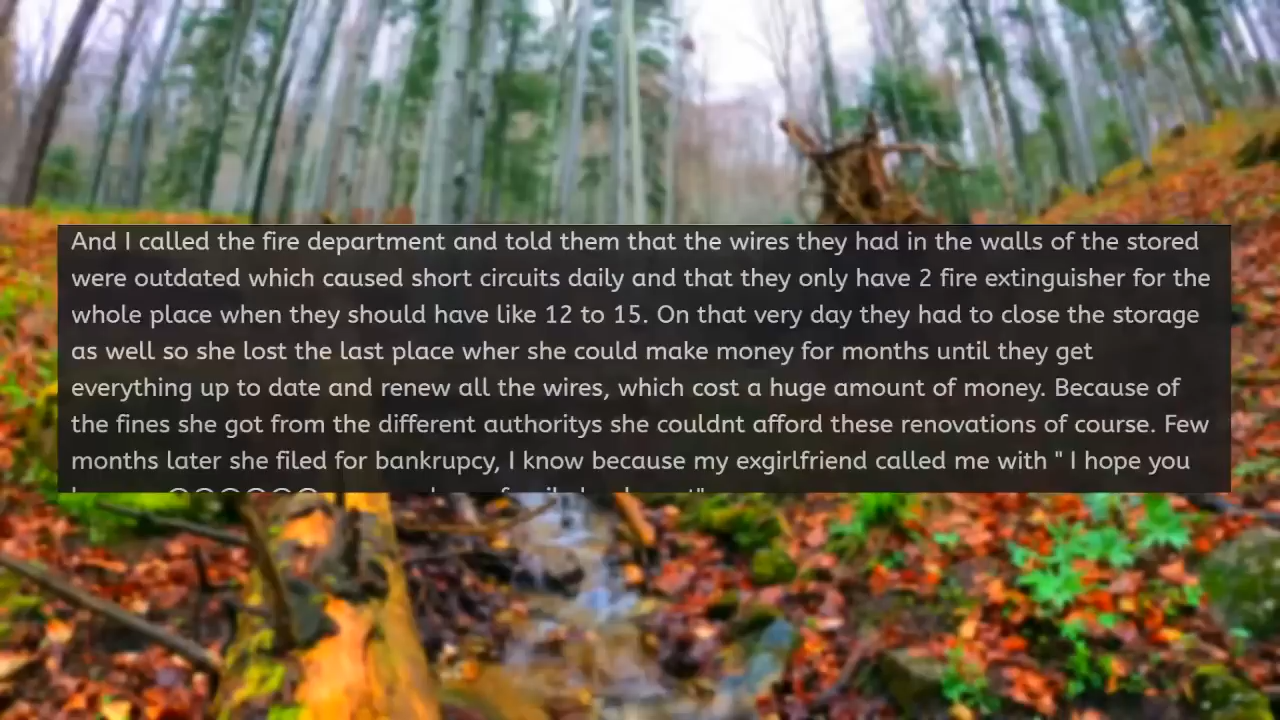 And I called the fire department and told them that the wires they had in the walls of the stored
were outdated which caused short circuits daily and that they only have 2 fire extinguisher for the
whole place when they should have like 12 to 15. On that very day they had to close the storage
as well so she lost the last place wher she could make money for months until they get
everything up to date and renew all the wires, which cost a huge amount of money. Because of
the fines she got from the different authoritys she couldnt afford these renovations of course. Few
months later she filed for bankrupcy, I know because my exgirlfriend called me with " I hope you